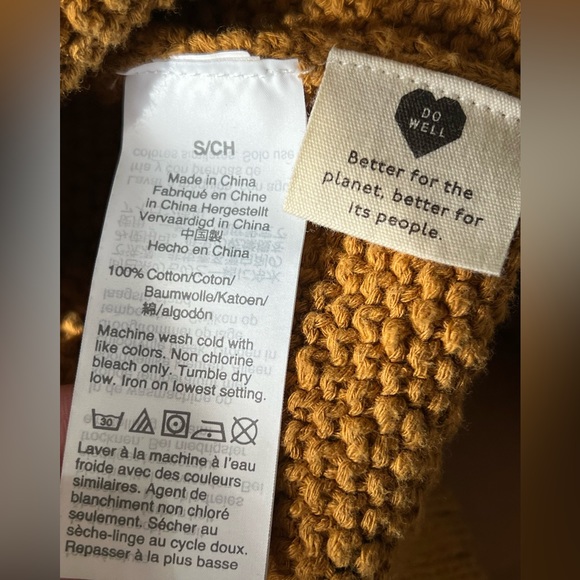 S/CH
Made in China
Fabriqué en Chine
in China Hergestellt
Vervaardigd in China
中国製
Hecho en China
100% Cotton/Coton/
Baumwolle/Katoen/
綿/algodón
Machine wash cold with
like colors. Non chlorine
bleach only. Tumble dry
low. Iron on lowest setting.
30
Laver à la machine à l'eau
froide avec des couleurs
similaires. Agent de
blanchiment non chloré
seulement. Sécher au
sèche-linge au cycle doux.
Repasser à la plus basse
DO
WELL
Better for the
planet, better for
its people.